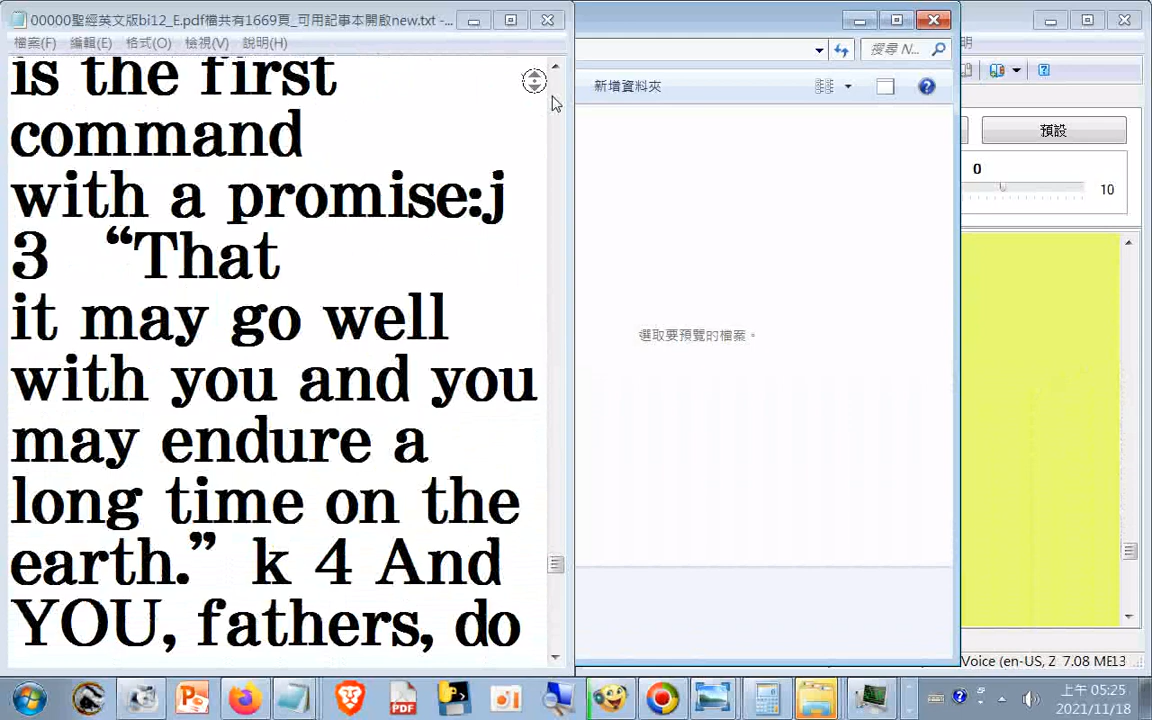 00000聖經英文版bi12_E.pdf檔共有1669頁_可用記事本開啟new.txt -...
檔案(F) 編輯(E) 格式(O) 檢視(V) 說明(H)
is the first
command
with a promise:j
3 “That
it may go well
with you and you
may endure a
long time on the
earth.” k 4 And
YOU, fathers, do
搜尋 N...
新增資料夾
選取要預覽的檔案。
明
預設
0
10
Voice (en-US, Z 7.08 ME13
PDF
上午 05:25
2021/11/18